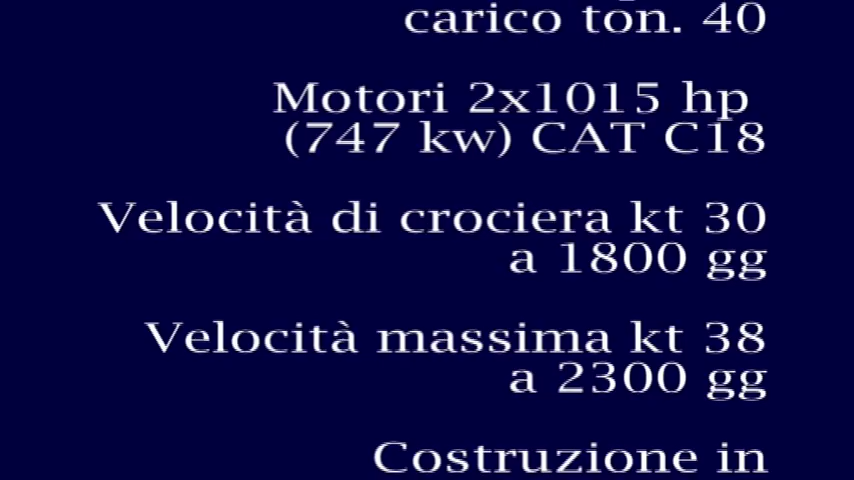 carico ton. 40
Motori 2x1015 hp
(747 kw) CAT C18
Velocità di crociera kt 30
a 1800 gg
Velocità massima kt 38
a 2300 gg
Costruzione in